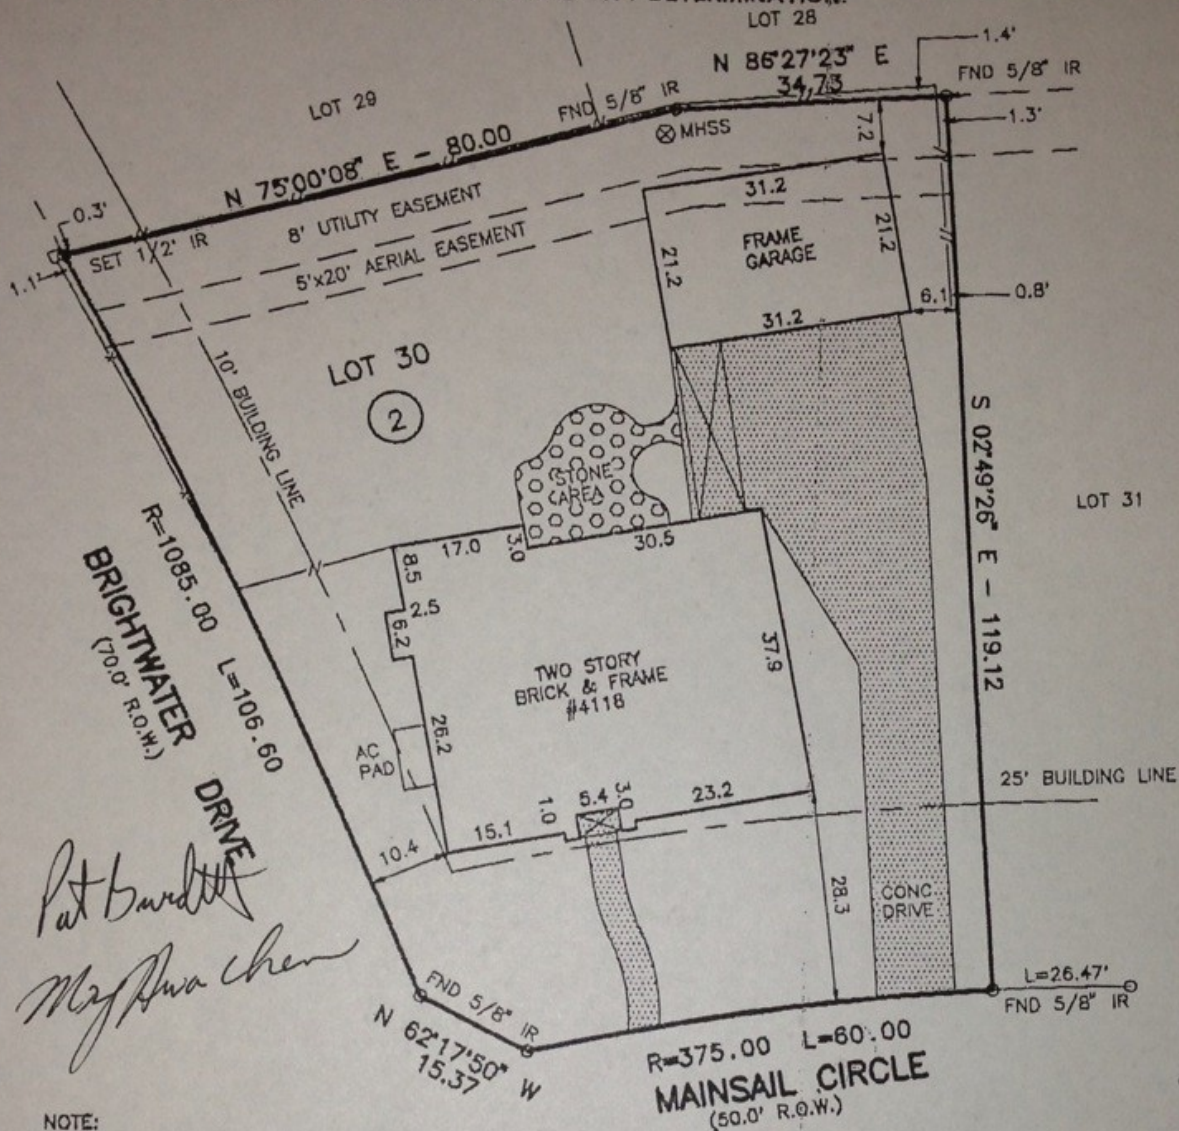 LOT 28
N 86°27'23" E
34.73
1.4'
FND 5/8" IR
1.3'
LOT 29
FND 5/8" IR
N 75°00'08" E - 80.00
MHSS
7.2
0.3'
SET 1/2' IR
1.1'
8' UTILITY EASEMENT
5'x20' AERIAL EASEMENT
31.2
21.2
21.2
FRAME
GARAGE
31.2
6.1
0.8'
LOT 30
2
10' BUILDING LINE
STONE
AREA
S 02°49'26" E - 119.12
LOT 31
R=1085.00 L=106.60
BRIGHTWATER DRIVE
(70.0' R.O.W.)
17.0
3.0
30.5
8.5
2.5
6.2
37.9
TWO STORY
BRICK & FRAME
#4118
26.2
AC
PAD
25' BUILDING LINE
5.4
3.0
23.2
1.0
15.1
10.4
28.3
CONC
DRIVE
FND 5/8" IR
N 62°17'50" W
15.37
L=26.47'
FND 5/8" IR
R=375.00 L=60.00
MAINSAIL CIRCLE
(50.0' R.O.W.)
NOTE: